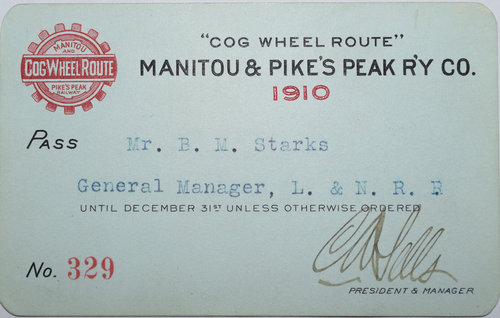 MANITOU
AND
COG WHEEL ROUTE
PIKE'S PEAK
RAILWAY
"COG WHEEL ROUTE"
MANITOU & PIKE'S PEAK R'Y CO.
1910
PASS Mr. B. M. Starks
General Manager, L. & N. R. R
UNTIL DECEMBER 31ST UNLESS OTHERWISE ORDERED
No. 329
PRESIDENT & MANAGER